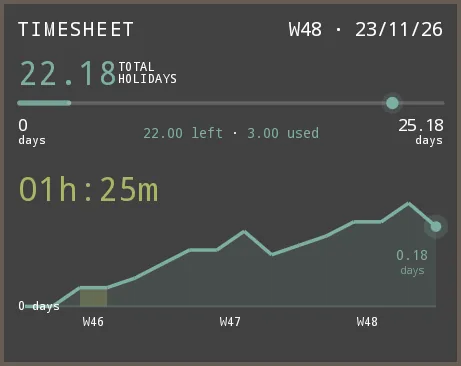 TIMESHEET
W48 · 23/11/26
22.18 TOTAL
HOLIDAYS
0
days
22.00 left · 3.00 used
25.18
days
01h:25m
0.18
days
0 days
W46 W47 W48